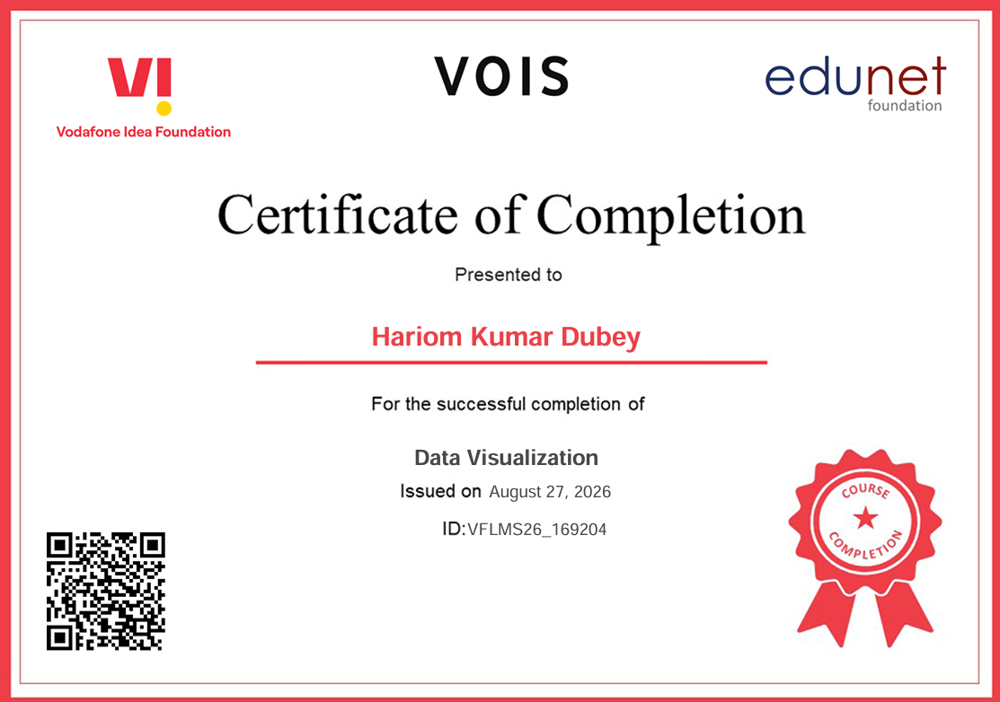 VI
Vodafone Idea Foundation
VOIS
edunet
foundation
Certificate of Completion
Presented to
Hariom Kumar Dubey
For the successful completion of
Data Visualization
Issued on August 27, 2026
ID:VFLMS26_169204
COURSE
COMPLETION